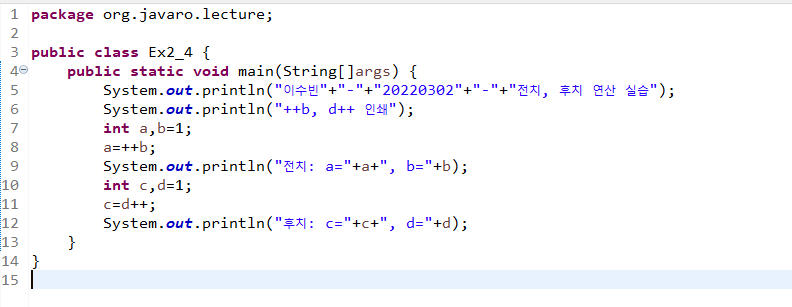 1 package org.javaro.lecture;
2
3 public class Ex2_4 {
4 public static void main(String[]args) {
5 System.out.println("이수빈"+"-"+"20220302"+"-"+"전치, 후치 연산 실습");
6 System.out.println("++b, d++ 인쇄");
7 int a,b=1;
8 a=++b;
9 System.out.println("전치: a="+a+", b="+b);
10 int c,d=1;
11 c=d++;
12 System.out.println("후치: c="+c+", d="+d);
13 }
14 }
15